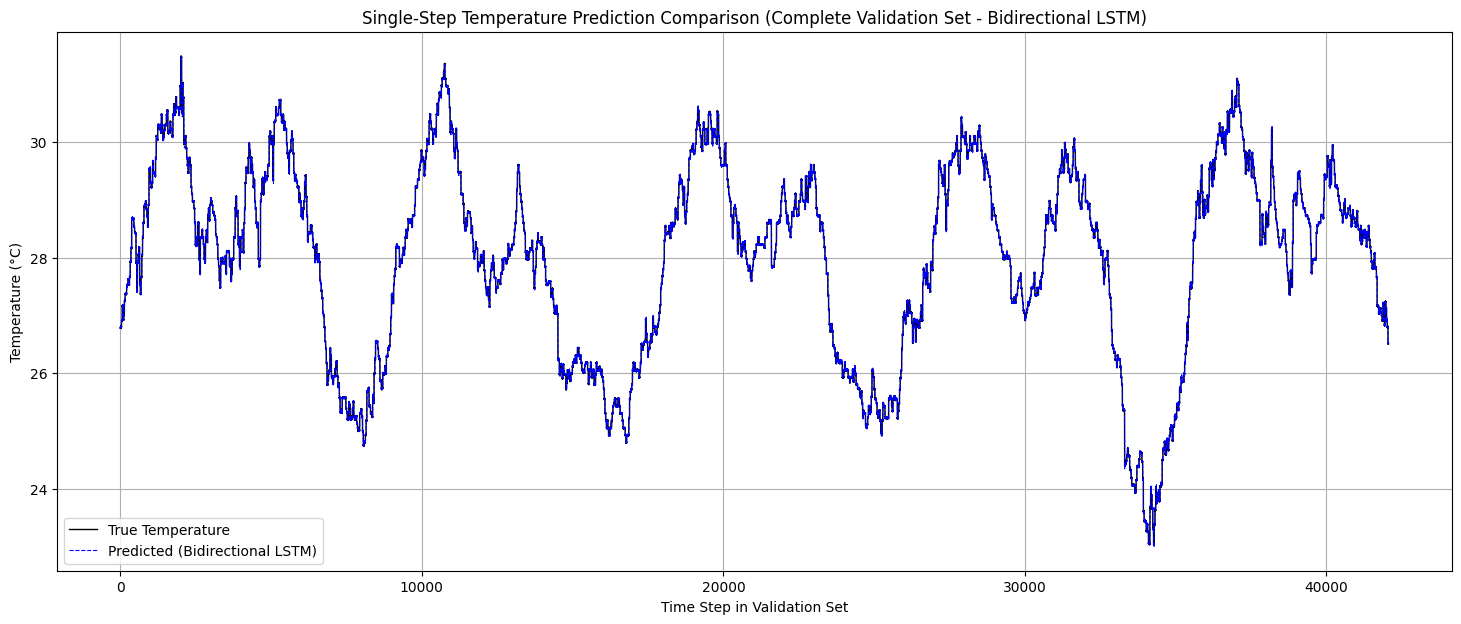 Single-Step Temperature Prediction Comparison (Complete Validation Set - Bidirectional LSTM)
Temperature (°C)
30
28
26
24
True Temperature
Predicted (Bidirectional LSTM)
0 10000 20000 30000 40000
Time Step in Validation Set